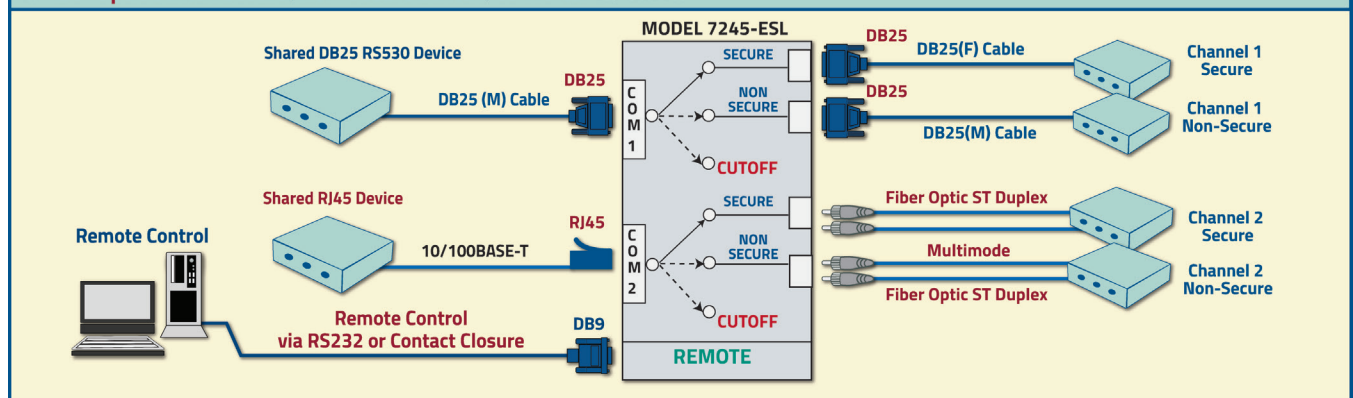 MODEL 7245-ESL
Shared DB25 RS530 Device
DB25 (M) Cable
DB25
COM 1
SECURE
NON
SECURE
CUTOFF
DB25
DB25(F) Cable
Channel 1
Secure
DB25
DB25(M) Cable
Channel 1
Non-Secure
Shared RJ45 Device
10/100BASE-T
RJ45
COM 2
SECURE
NON
SECURE
CUTOFF
Fiber Optic ST Duplex
Channel 2
Secure
Multimode
Fiber Optic ST Duplex
Channel 2
Non-Secure
Remote Control
Remote Control
via RS232 or Contact Closure
DB9
REMOTE